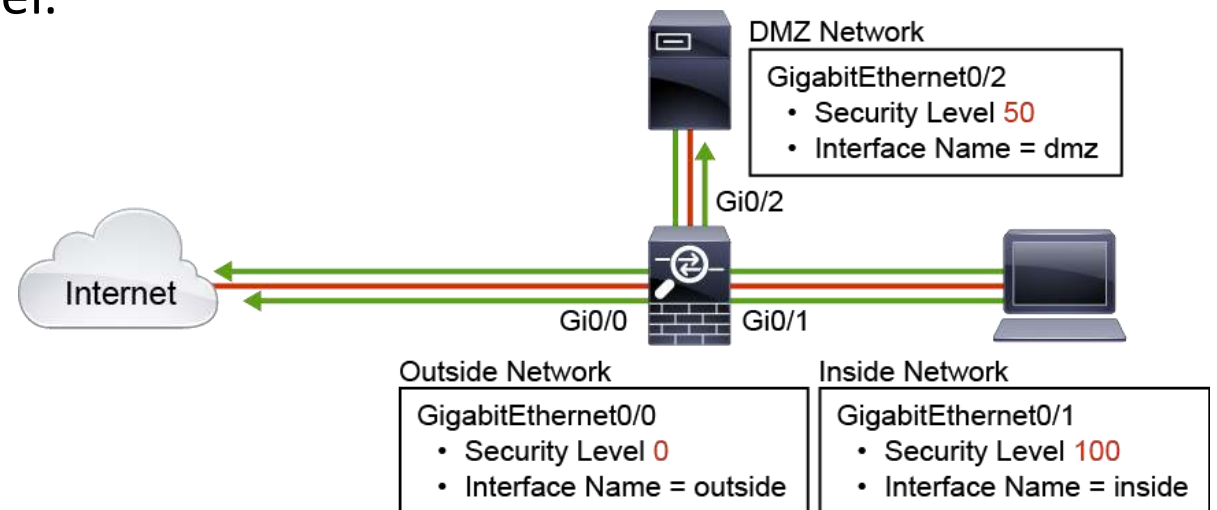 DMZ Network
GigabitEthernet0/2
• Security Level 50
• Interface Name = dmz
Gi0/2
Internet
Gi0/0
Gi0/1
Outside Network
GigabitEthernet0/0
• Security Level 0
• Interface Name = outside
Inside Network
GigabitEthernet0/1
• Security Level 100
• Interface Name = inside